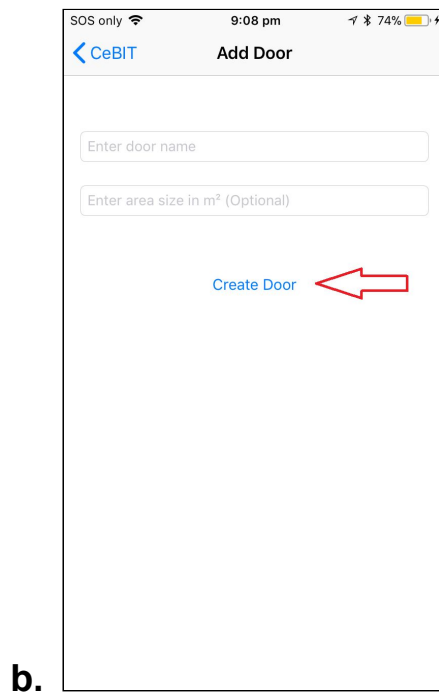 SOS only 9:08 pm 74%
CeBIT Add Door
Enter door name
Enter area size in m² (Optional)
Create Door
b.